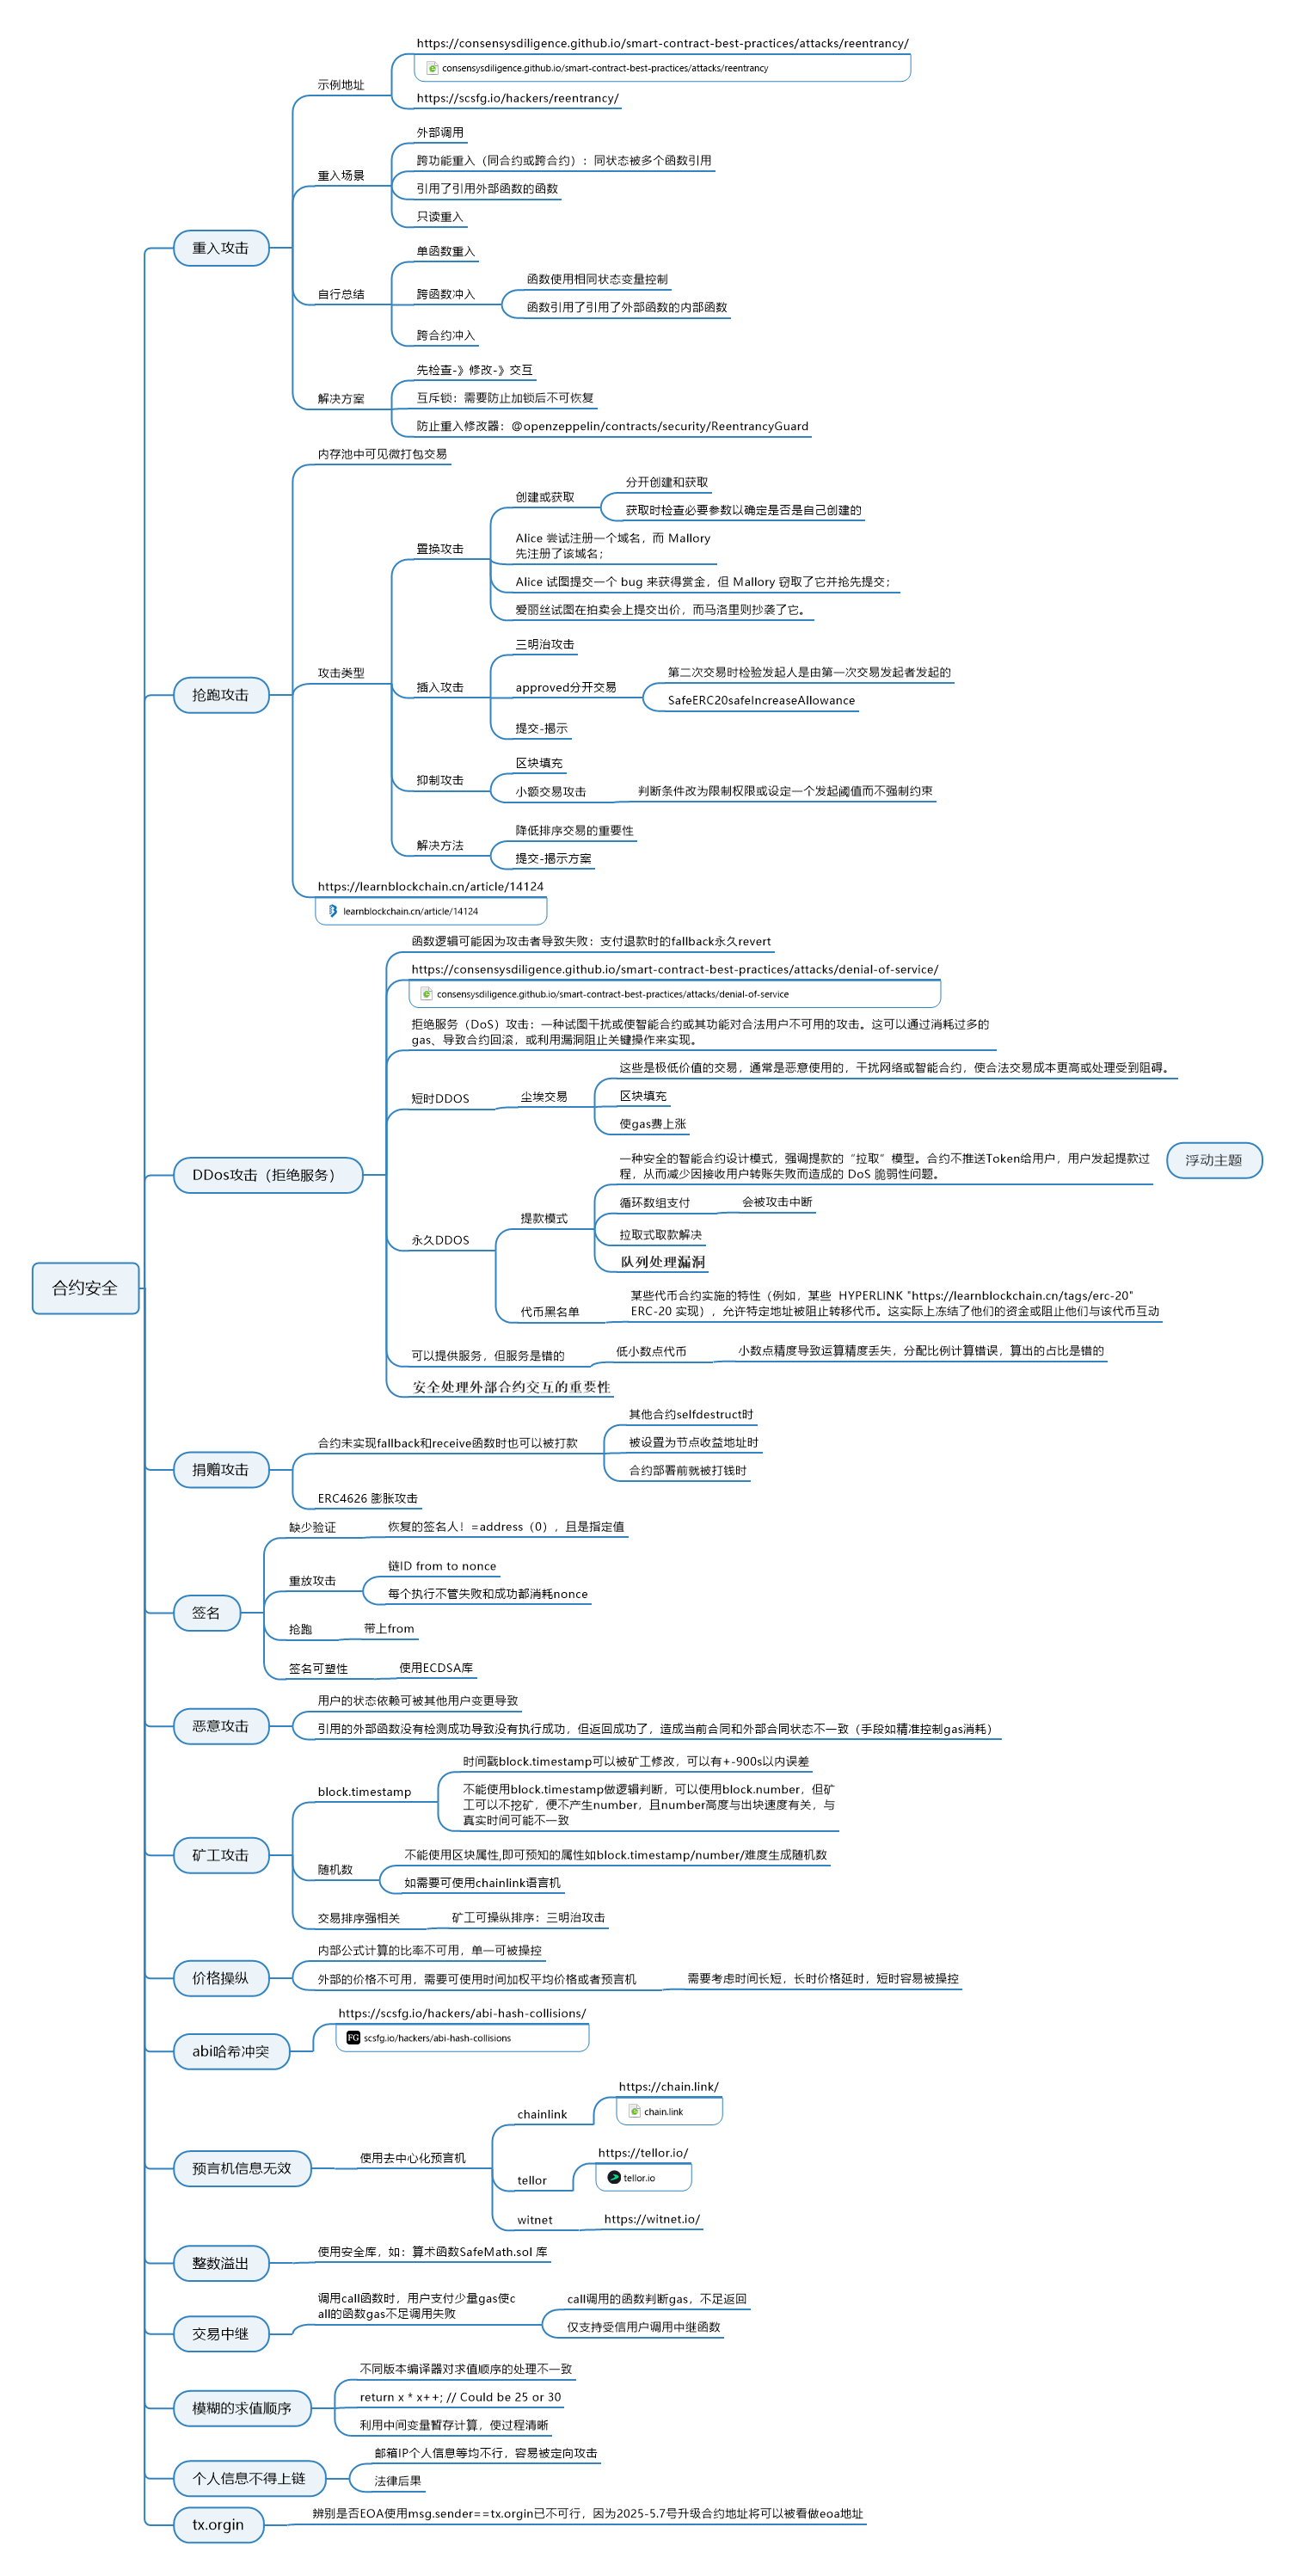 合约安全
重入攻击
示例地址
https://consensysdiligence.github.io/smart-contract-best-practices/attacks/reentrancy/
consensysdiligence.github.io/smart-contract-best-practices/attacks/reentrancy
https://scsfg.io/hackers/reentrancy/
重入场景
外部调用
跨功能重入（同合约或跨合约）：同状态被多个函数引用
引用了引用外部函数的函数
只读重入
自行总结
单函数重入
跨函数冲入
函数使用相同状态变量控制
函数引用了引用了外部函数的内部函数
跨合约冲入
解决方案
先检查-》修改-》交互
互斥锁：需要防止加锁后不可恢复
防止重入修改器：@openzeppelin/contracts/security/ReentrancyGuard
抢跑攻击
内存池中可见微打包交易
攻击类型
置换攻击
创建或获取
分开创建和获取
获取时检查必要参数以确定是否是自己创建的
Alice 尝试注册一个域名，而 Mallory
先注册了该域名；
Alice 试图提交一个 bug 来获得赏金，但 Mallory 窃取了它并抢先提交；
爱丽丝试图在拍卖会上提交出价，而马洛里则抄袭了它。
插入攻击
三明治攻击
approved分开交易
第二次交易时检验发起人是由第一次交易发起者发起的
SafeERC20safeIncreaseAllowance
提交-揭示
抑制攻击
区块填充
小额交易攻击
判断条件改为限制权限或设定一个发起阈值而不强制约束
解决方法
降低排序交易的重要性
提交-揭示方案
https://learnblockchain.cn/article/14124
learnblockchain.cn/article/14124
DDos攻击（拒绝服务）
函数逻辑可能因为攻击者导致失败：支付退款时的fallback永久revert
https://consensysdiligence.github.io/smart-contract-best-practices/attacks/denial-of-service/
consensysdiligence.github.io/smart-contract-best-practices/attacks/denial-of-service
拒绝服务（DoS）攻击：一种试图干扰或使智能合约或其功能对合法用户不可用的攻击。这可以通过消耗过多的
gas、导致合约回滚，或利用漏洞阻止关键操作来实现。
短时DDOS
尘埃交易
这些是极低价值的交易，通常是恶意使用的，干扰网络或智能合约，使合法交易成本更高或处理受到阻碍。
区块填充
使gas费上涨
永久DDOS
提款模式
一种安全的智能合约设计模式，强调提款的“拉取”模型。合约不推送Token给用户，用户发起提款过
程，从而减少因接收用户转账失败而造成的 DoS 脆弱性问题。
浮动主题
循环数组支付
会被攻击中断
拉取式取款解决
队列处理漏洞
代币黑名单
某些代币合约实施的特性（例如，某些  HYPERLINK "https://learnblockchain.cn/tags/erc-20"
ERC-20 实现），允许特定地址被阻止转移代币。这实际上冻结了他们的资金或阻止他们与该代币互动
可以提供服务，但服务是错的
低小数点代币
小数点精度导致运算精度丢失，分配比例计算错误，算出的占比是错的
安全处理外部合约交互的重要性
捐赠攻击
合约未实现fallback和receive函数时也可以被打款
其他合约selfdestruct时
被设置为节点收益地址时
合约部署前就被打钱时
ERC4626 膨胀攻击
签名
缺少验证
恢复的签名人！=address（0），且是指定值
重放攻击
链ID from to nonce
每个执行不管失败和成功都消耗nonce
抢跑
带上from
签名可塑性
使用ECDSA库
恶意攻击
用户的状态依赖可被其他用户变更导致
引用的外部函数没有检测成功导致没有执行成功，但返回成功了，造成当前合同和外部合同状态不一致（手段如精准控制gas消耗）
矿工攻击
block.timestamp
时间戳block.timestamp可以被矿工修改，可以有+-900s以内误差
不能使用block.timestamp做逻辑判断，可以使用block.number，但矿
工可以不挖矿，便不产生number，且number高度与出块速度有关，与
真实时间可能不一致
随机数
不能使用区块属性,即可预知的属性如block.timestamp/number/难度生成随机数
如需要可使用chainlink语言机
交易排序强相关
矿工可操纵排序：三明治攻击
价格操纵
内部公式计算的比率不可用，单一可被操控
外部的价格不可用，需要可使用时间加权平均价格或者预言机
需要考虑时间长短，长时价格延时，短时容易被操控
abi哈希冲突
https://scsfg.io/hackers/abi-hash-collisions/
FG scsfg.io/hackers/abi-hash-collisions
预言机信息无效
使用去中心化预言机
chainlink
https://chain.link/
chain.link
tellor
https://tellor.io/
tellor.io
witnet
https://witnet.io/
整数溢出
使用安全库，如：算术函数SafeMath.sol 库
交易中继
调用call函数时，用户支付少量gas使c
all的函数gas不足调用失败
call调用的函数判断gas，不足返回
仅支持受信用户调用中继函数
模糊的求值顺序
不同版本编译器对求值顺序的处理不一致
return x * x++; // Could be 25 or 30
利用中间变量暂存计算，使过程清晰
个人信息不得上链
邮箱IP个人信息等均不行，容易被定向攻击
法律后果
tx.orgin
辨别是否EOA使用msg.sender==tx.orgin已不可行，因为2025-5.7号升级合约地址将可以被看做eoa地址